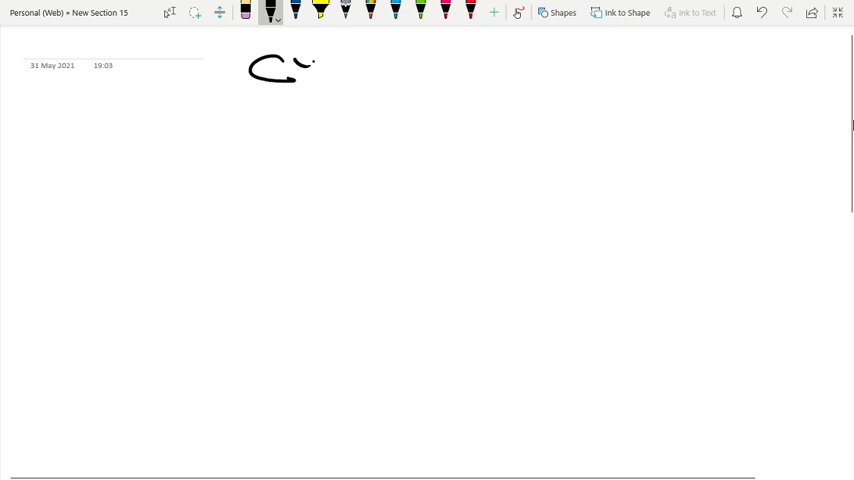 Personal (Web) » New Section 15
Shapes
Ink to Shape
Ink to Text
31 May 2021 19:03